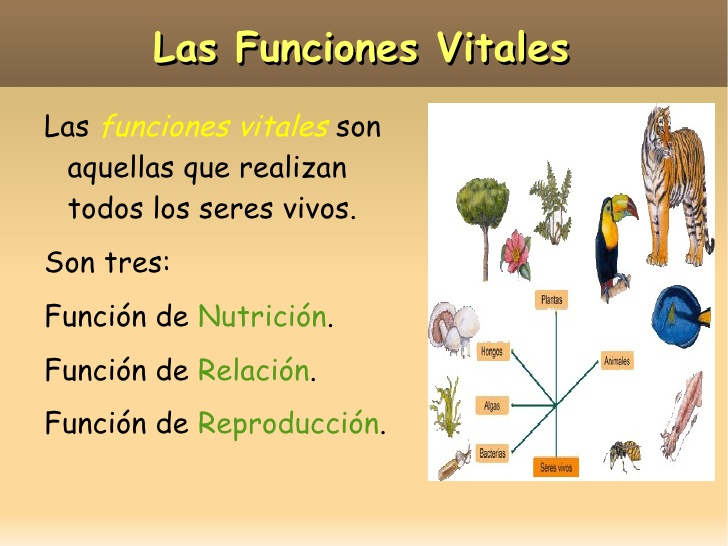 Las Funciones Vitales
Las funciones vitales son
aquellas que realizan
todos los seres vivos.
Son tres:
Función de Nutrición.
Función de Relación.
Función de Reproducción.
Plantas
Hongos
Animales
Algas
Bacterias
Seres vivos